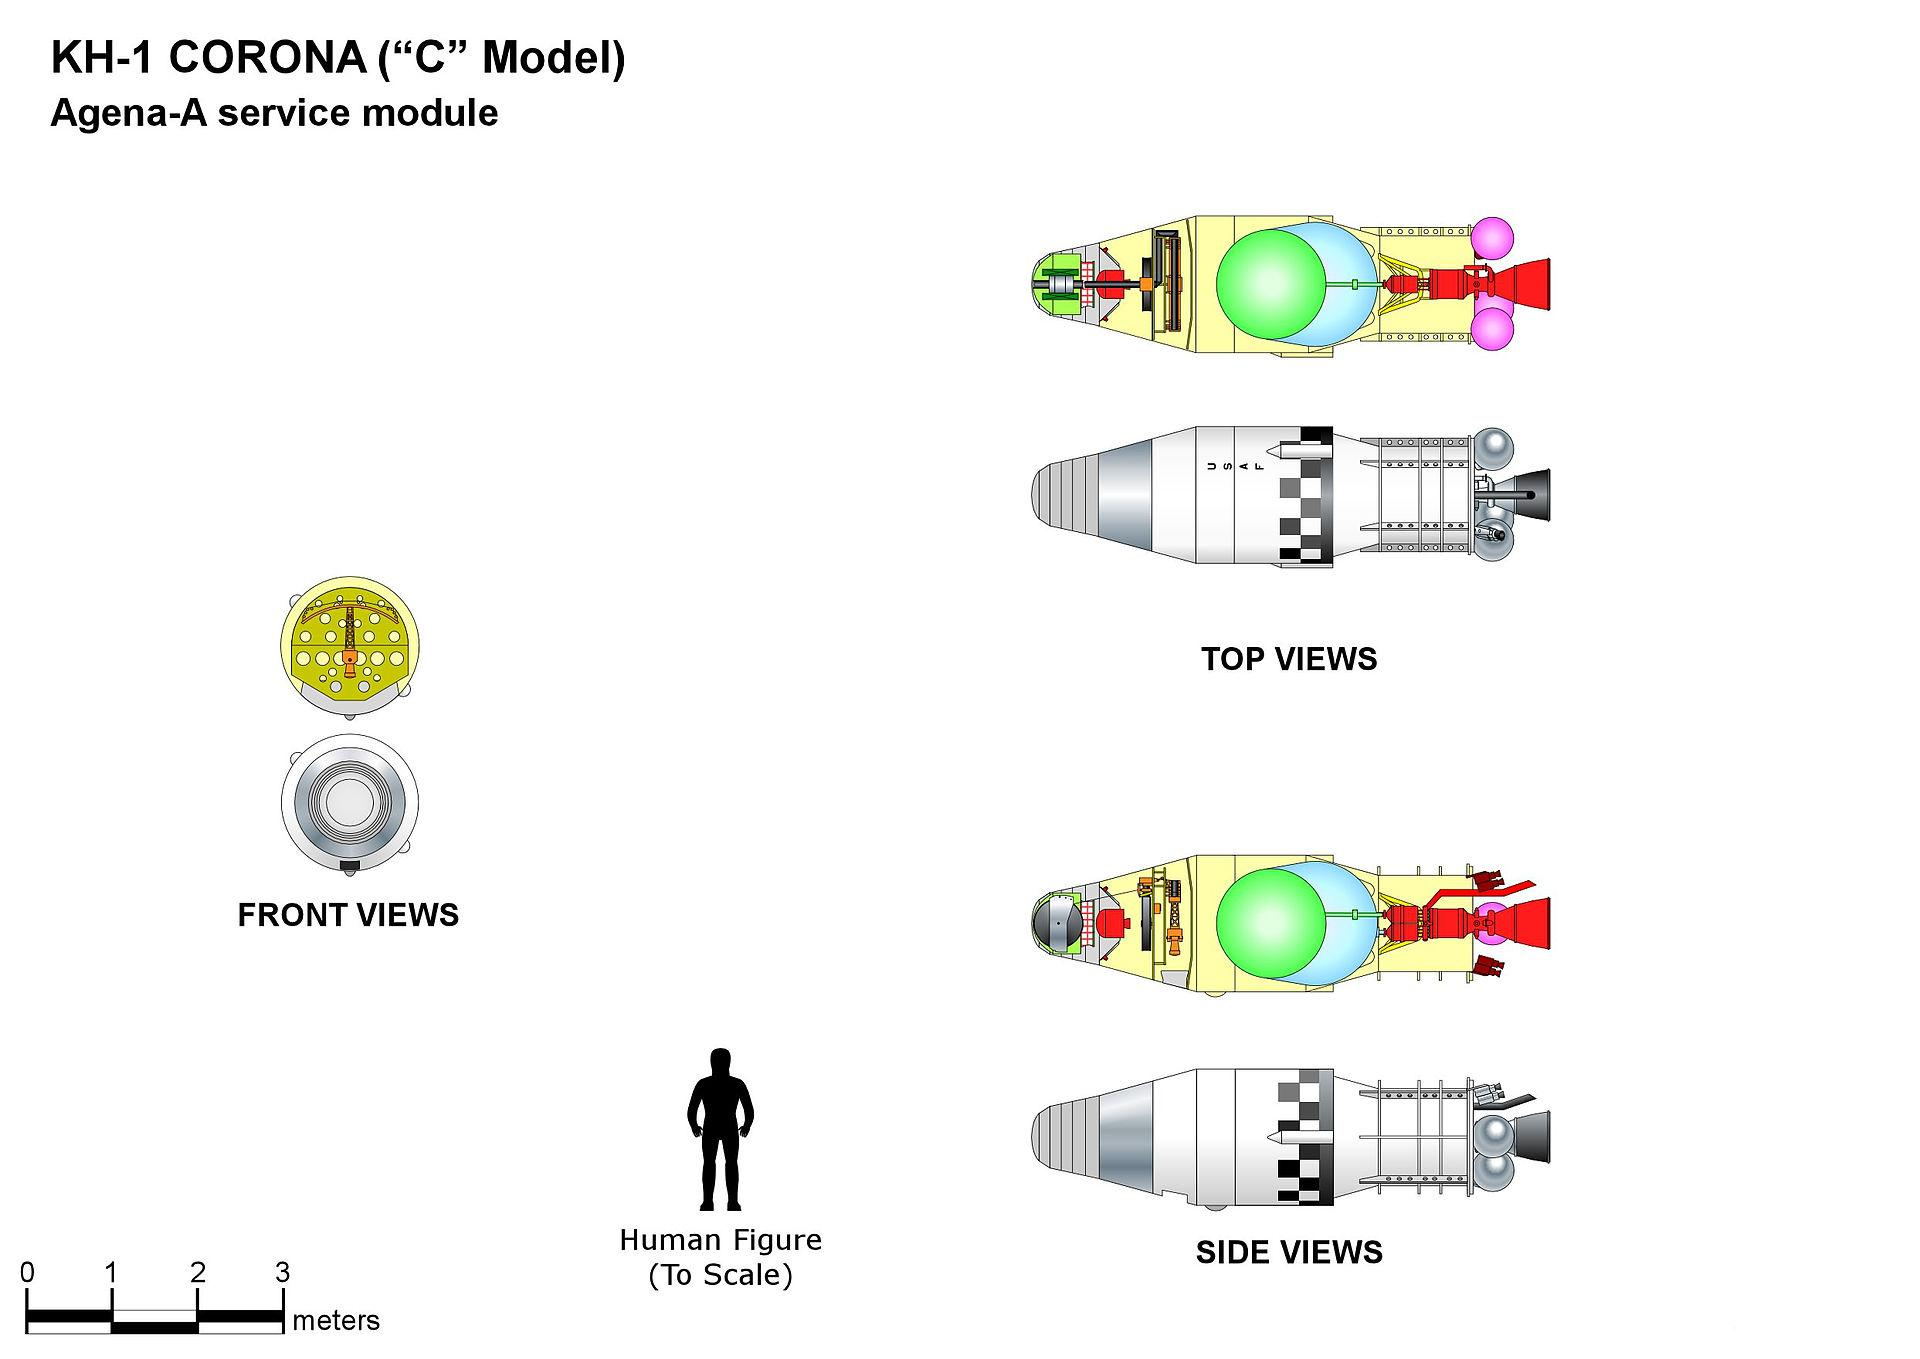 KH-1 CORONA (“C” Model)
Agena-A service module
U S A F
TOP VIEWS
FRONT VIEWS
Human Figure
(To Scale)
SIDE VIEWS
0 1 2 3
meters